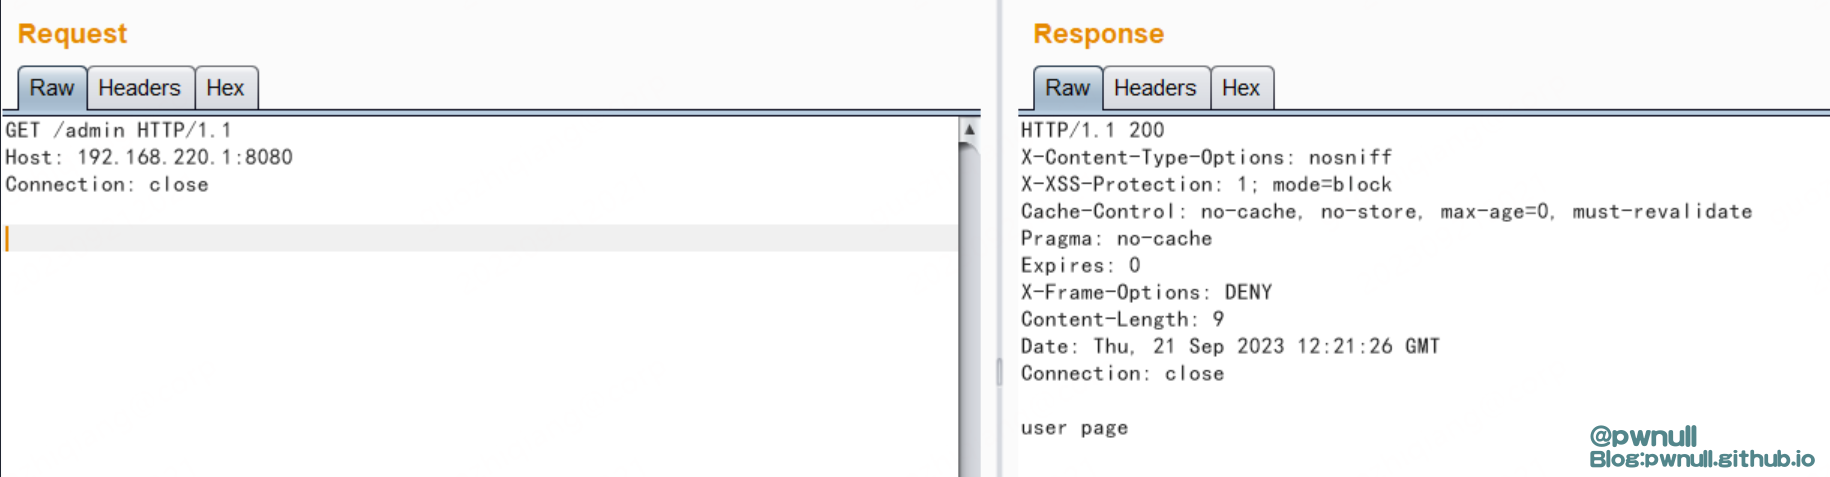 Request
Raw Headers Hex
GET /admin HTTP/1.1
Host: 192.168.220.1:8080
Connection: close
Response
Raw Headers Hex
HTTP/1.1 200
X-Content-Type-Options: nosniff
X-XSS-Protection: 1; mode=block
Cache-Control: no-cache, no-store, max-age=0, must-revalidate
Pragma: no-cache
Expires: 0
X-Frame-Options: DENY
Content-Length: 9
Date: Thu, 21 Sep 2023 12:21:26 GMT
Connection: close
user page
@pwnull
Blog:pwnull.github.io